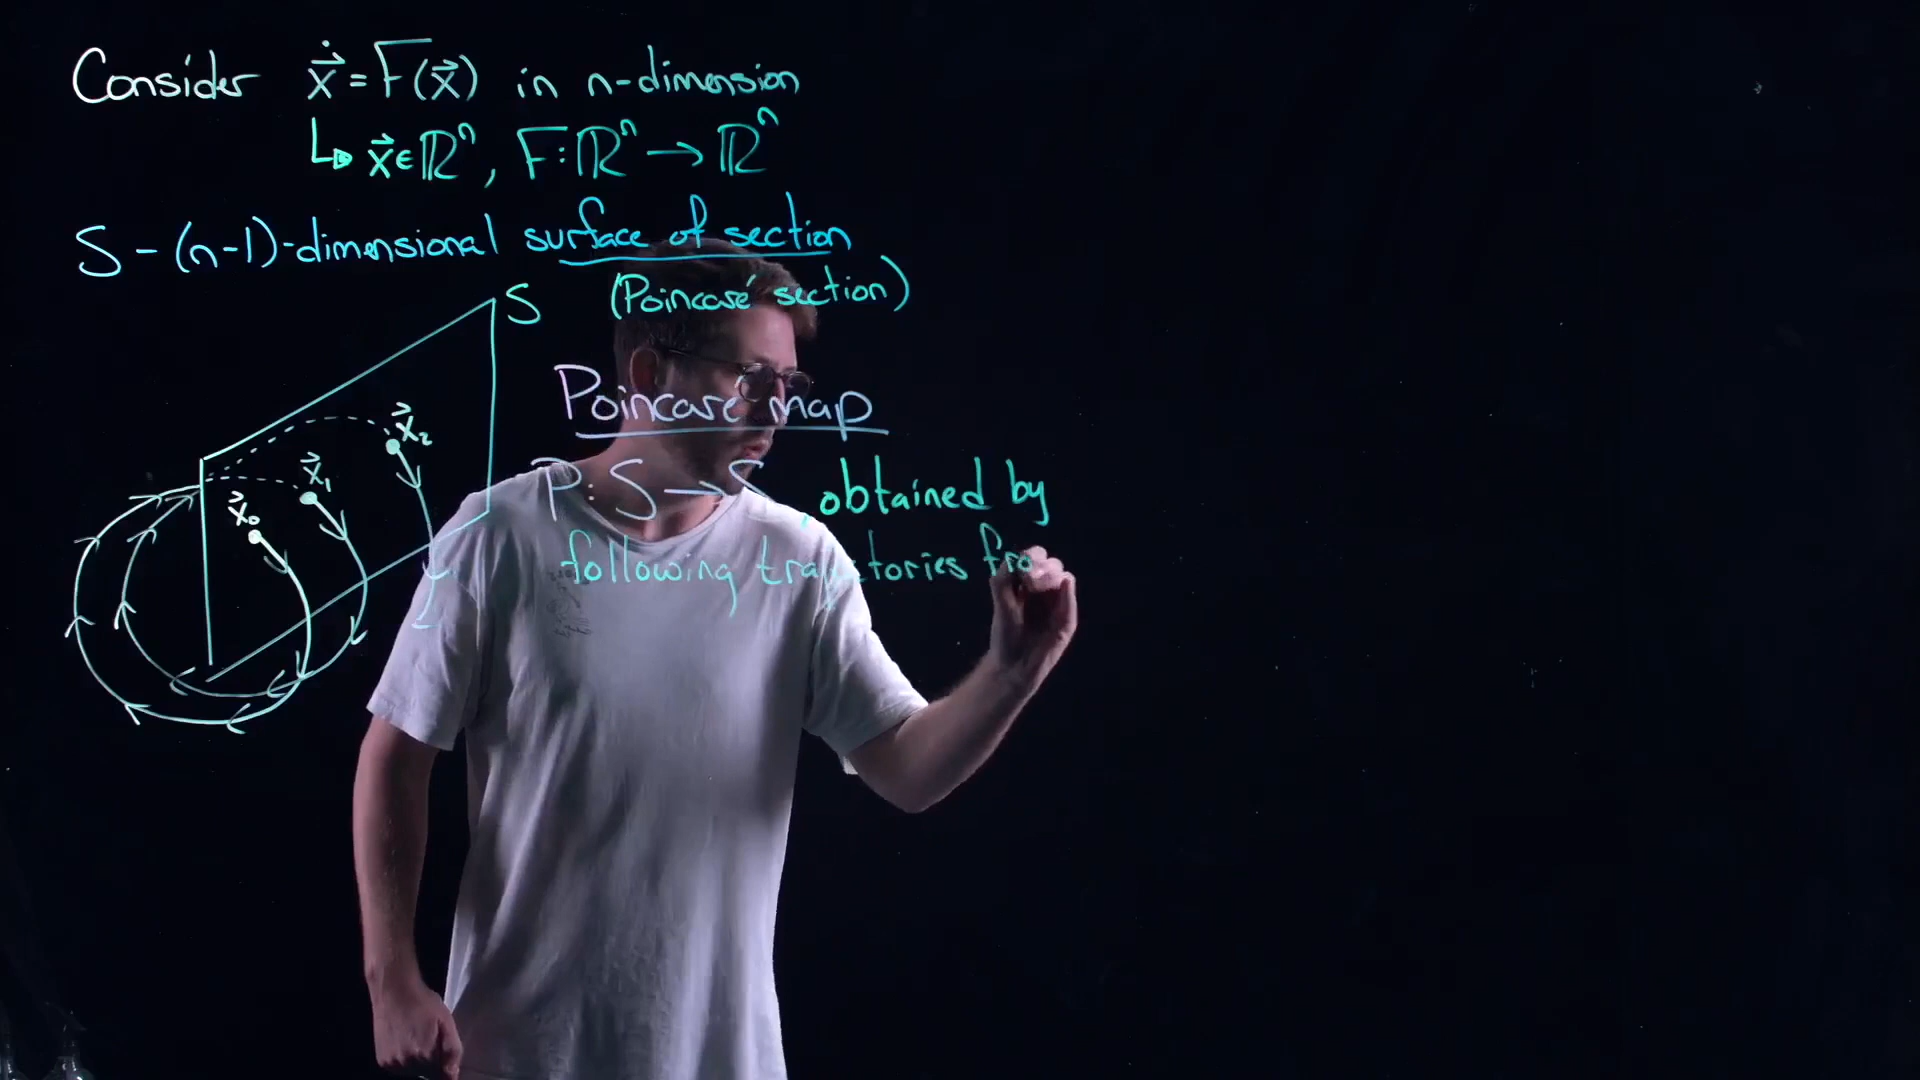 Consider ẋ⃗ = F(x⃗) in n-dimension
↳ x⃗ ∈ ℝⁿ, F: ℝⁿ → ℝⁿ
S - (n-1)-dimensional surface of section
(Poincaré section)
S
Poincaré map
x⃗₂
x⃗₁
x⃗₀
P: S → S, obtained by
following trajectories fro